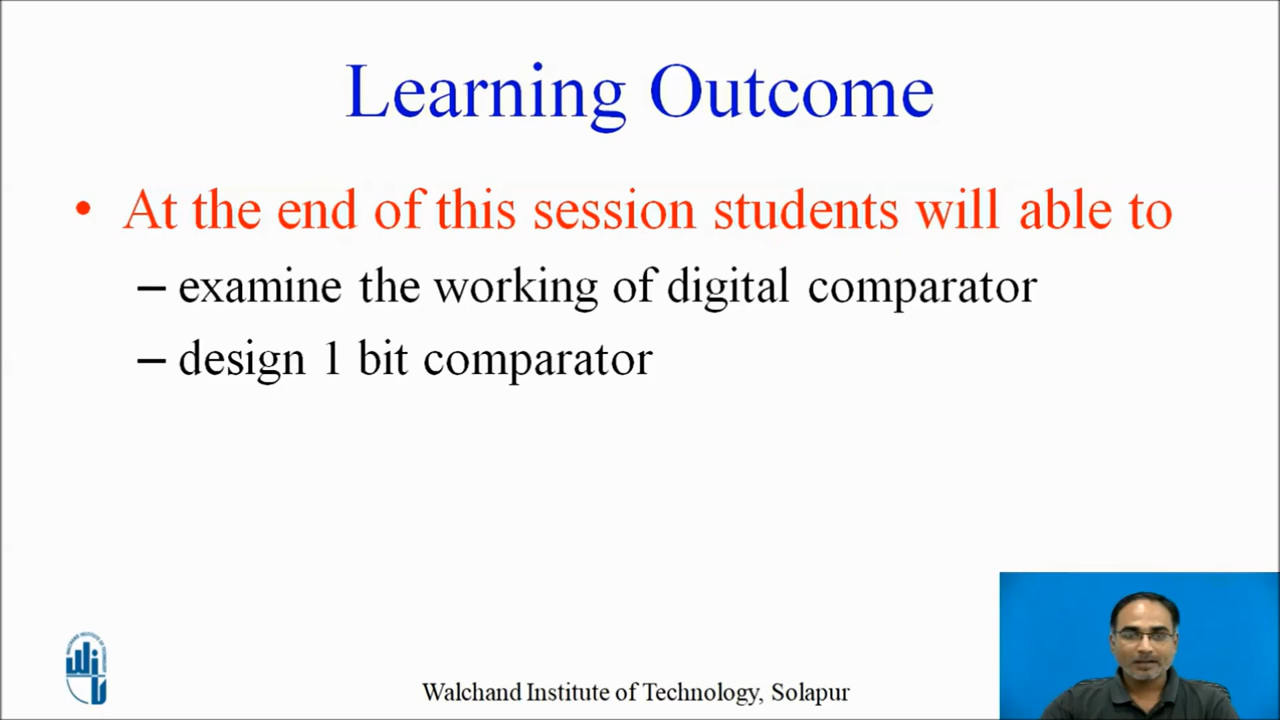 Learning Outcome
• At the end of this session students will able to
– examine the working of digital comparator
– design 1 bit comparator
Walchand Institute of Technology, Solapur